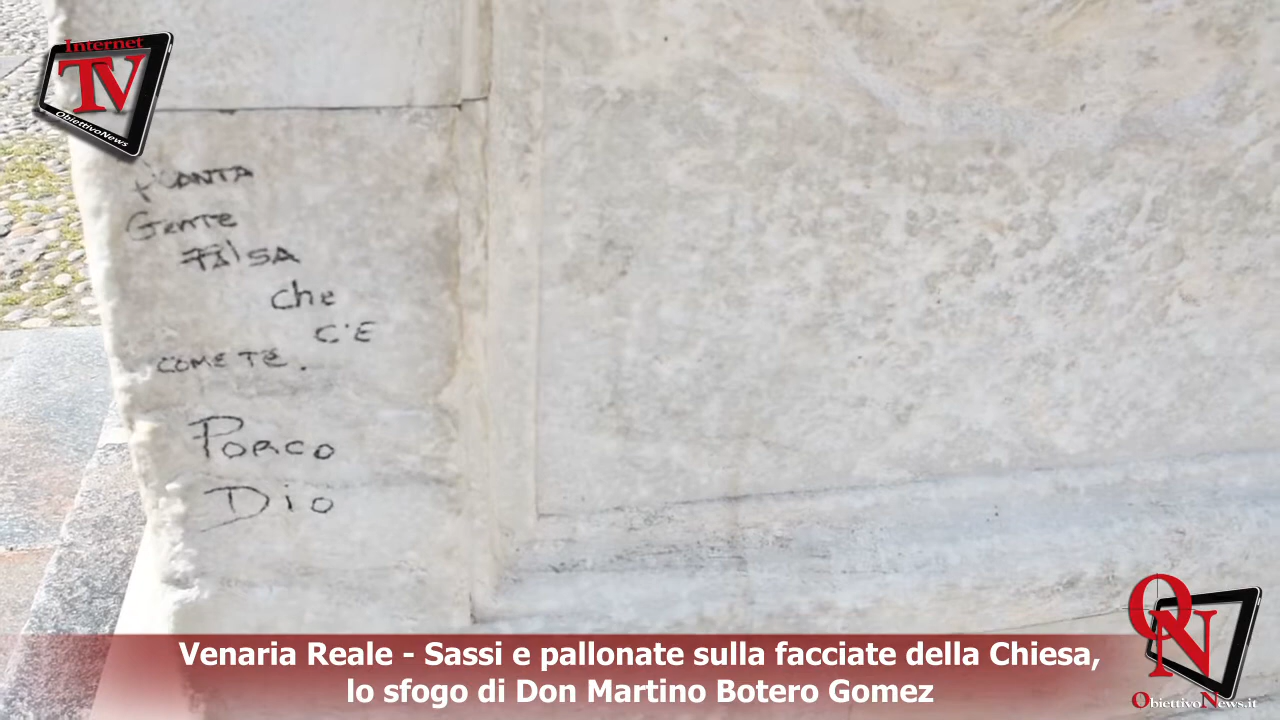 Internet
TV
ObiettivoNews
QUANTA
GENTE
FALSA
Che
C'E
COME TE.
PORCO
DIO
Venaria Reale - Sassi e pallonate sulla facciate della Chiesa,
lo sfogo di Don Martino Botero Gomez
ON
ObiettivoNews.it